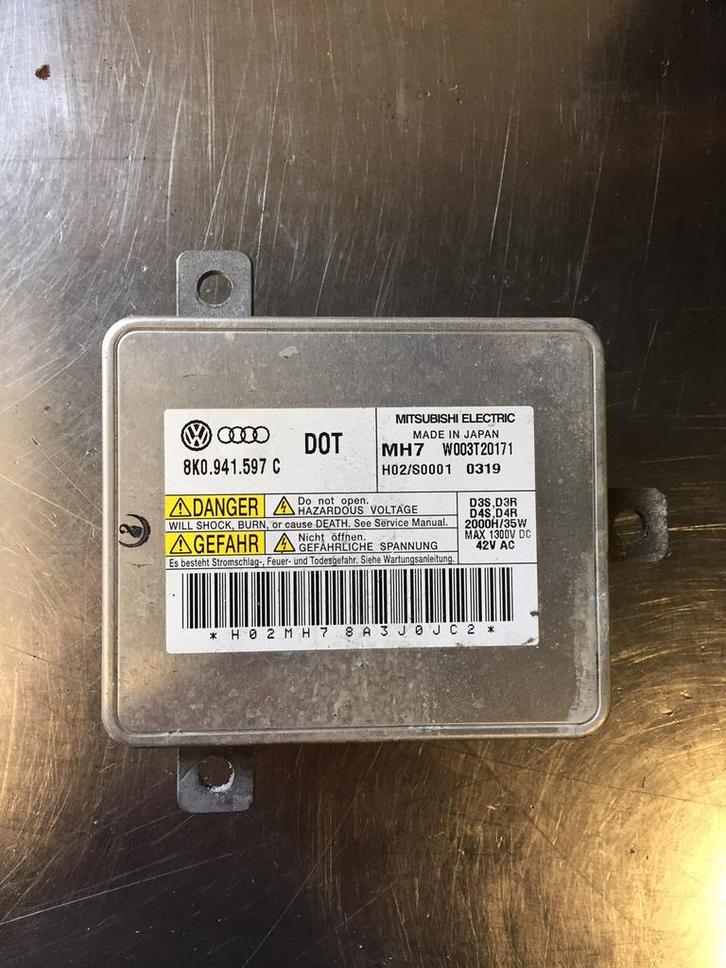 DOT
8K0.941.597 C
MITSUBISHI ELECTRIC
MADE IN JAPAN
MH7 W003T20171
H02/S0001 0319
DANGER
Do not open.
HAZARDOUS VOLTAGE
WILL SHOCK, BURN, or cause DEATH. See Service Manual.
GEFAHR
Nicht öffnen.
GEFÄHRLICHE SPANNUNG
Es besteht Stromschlag-, Feuer- und Todesgefahr. Siehe Wartungsanleitung.
D3S,D3R
D4S,D4R
2000H/35W
MAX 1300V DC
42V AC
*H02MH78A3J0JC2*